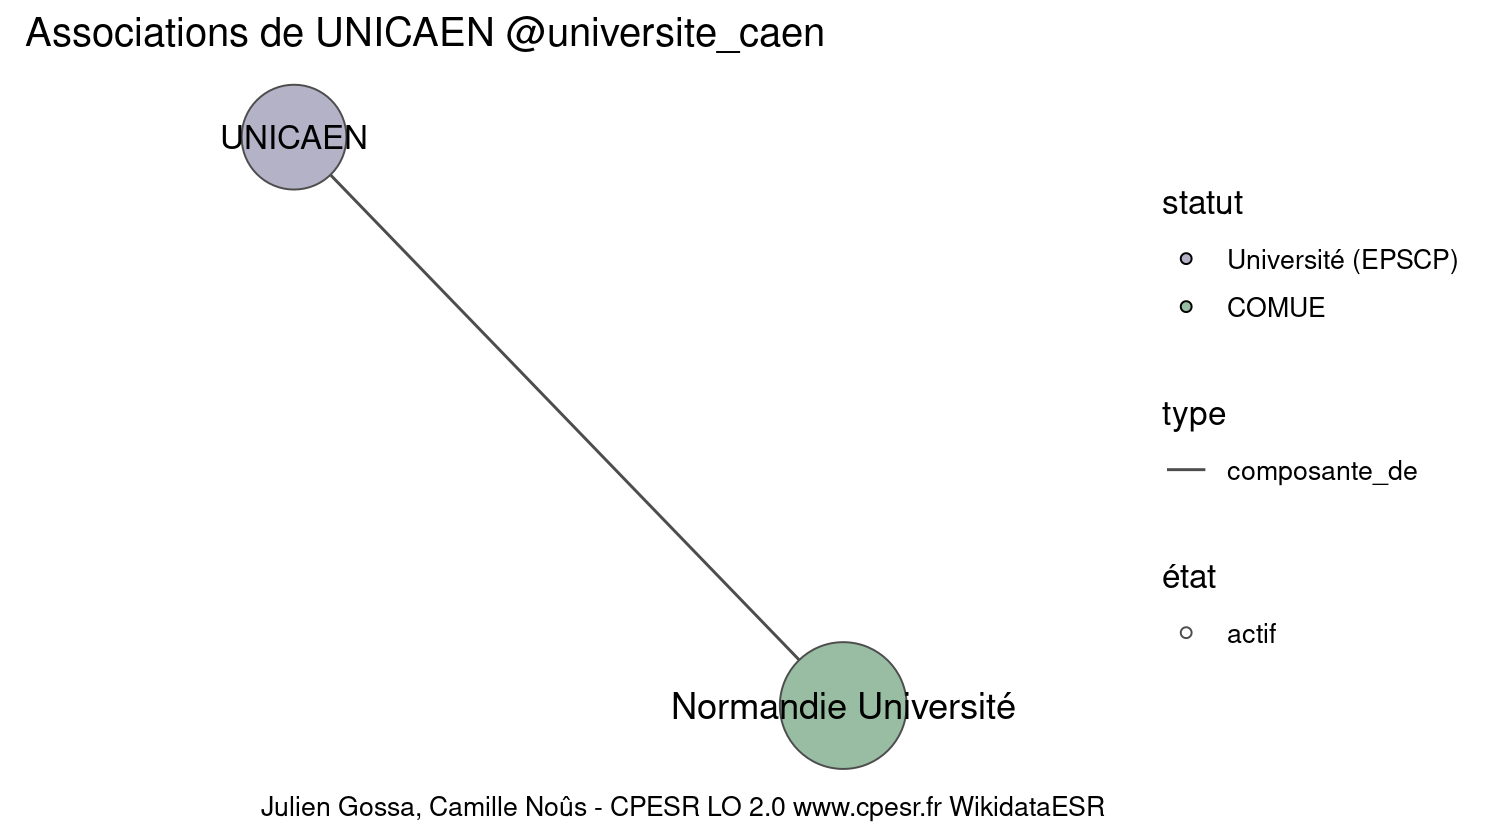 Associations de UNICAEN @universite_caen
UNICAEN
Normandie Université
statut
Université (EPSCP)
COMUE
type
composante_de
état
actif
Julien Gossa, Camille Noûs - CPESR LO 2.0 www.cpesr.fr WikidataESR